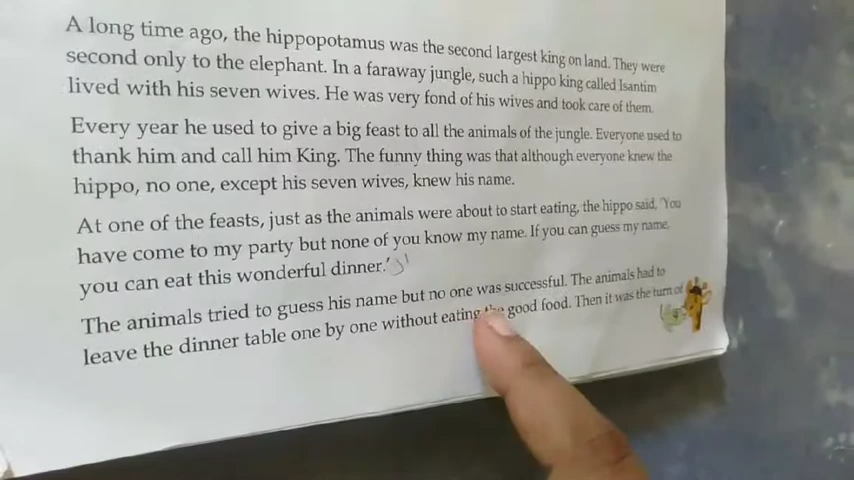 A long time ago, the hippopotamus was the second largest king on land. They were
second only to the elephant. In a faraway jungle, such a hippo king called Isantim
lived with his seven wives. He was very fond of his wives and took care of them.
Every year he used to give a big feast to all the animals of the jungle. Everyone used to
thank him and call him King. The funny thing was that although everyone knew the
hippo, no one, except his seven wives, knew his name.
At one of the feasts, just as the animals were about to start eating, the hippo said, 'You
have come to my party but none of you know my name. If you can guess my name,
you can eat this wonderful dinner.'
The animals tried to guess his name but no one was successful. The animals had to
leave the dinner table one by one without eating the good food. Then it was the turn of